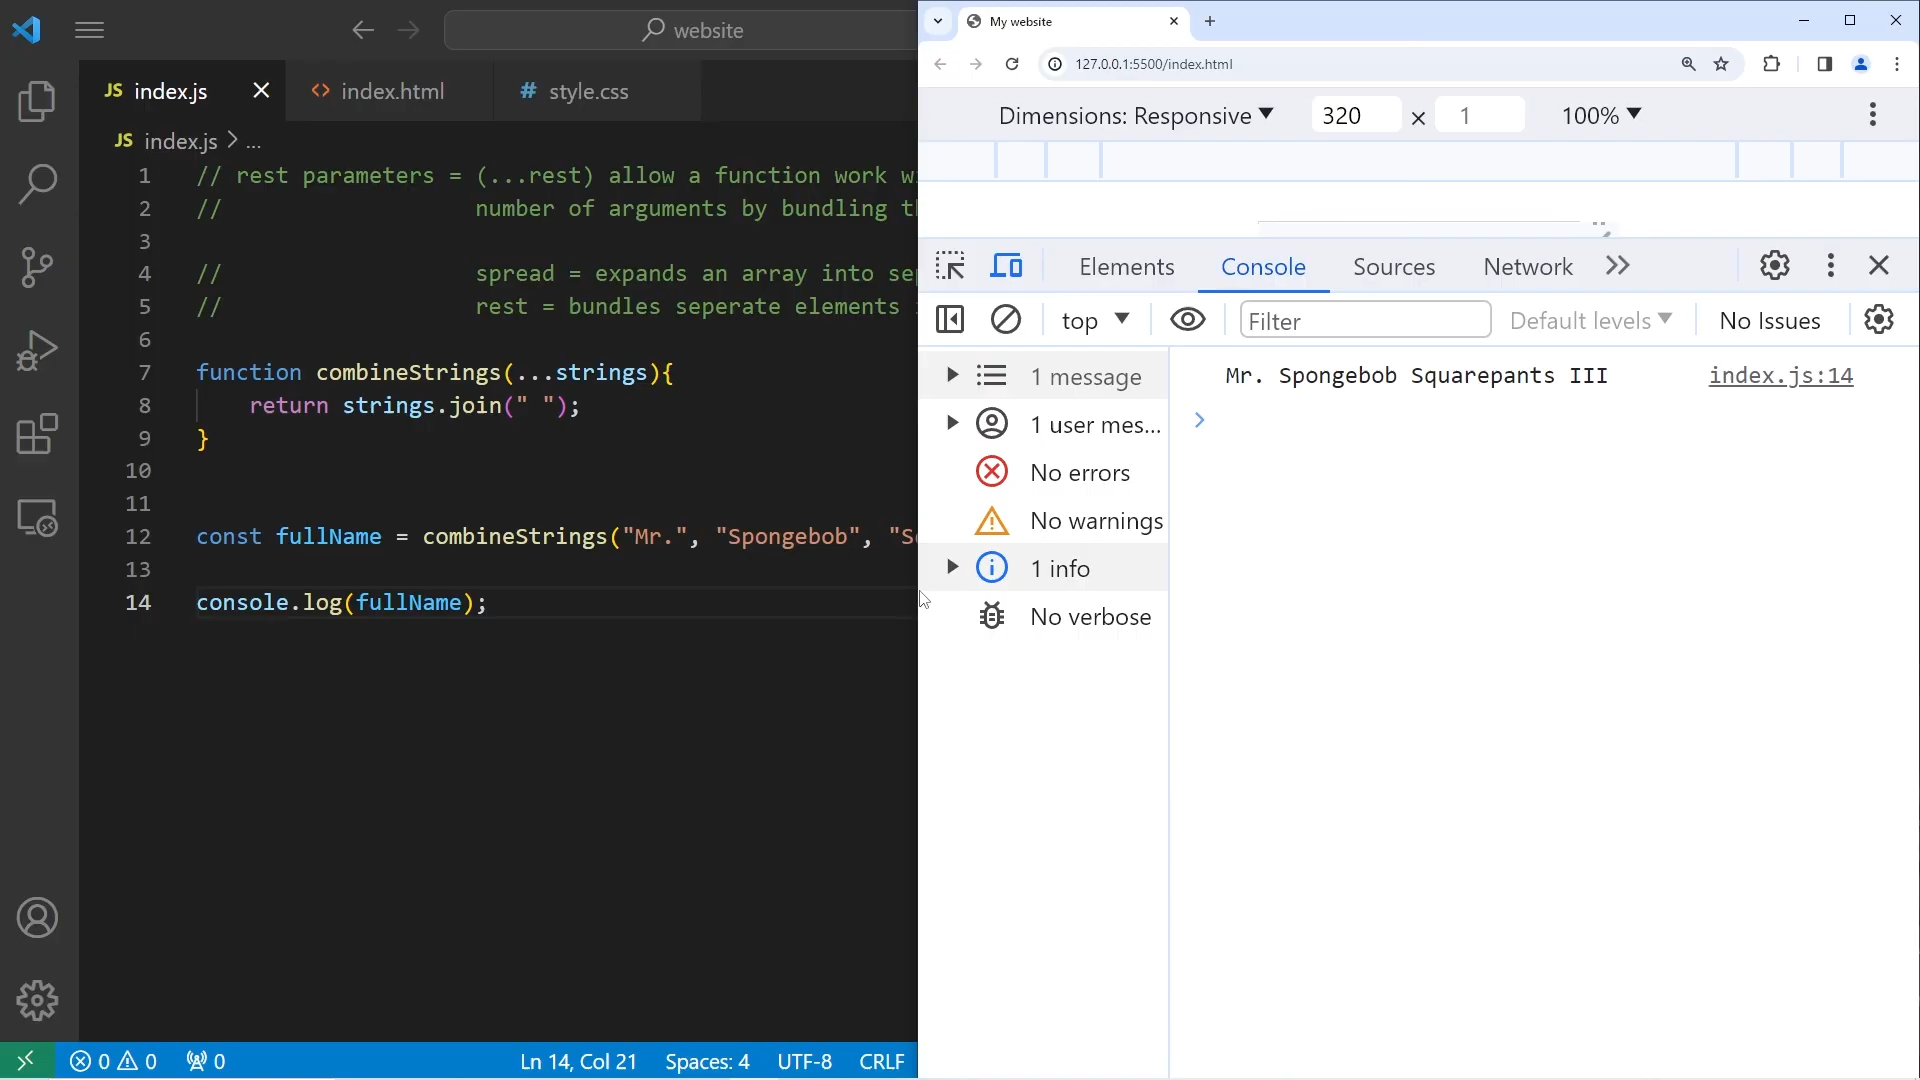 website
JS index.js
<> index.html
# style.css
JS index.js > ...
1 // rest parameters = (...rest) allow a function work
2 // number of arguments by bundling
3
4 // spread = expands an array into
5 // rest = bundles seperate elements
6
7 function combineStrings(...strings){
8 return strings.join(" ");
9 }
10
11
12 const fullName = combineStrings("Mr.", "Spongebob",
13
14 console.log(fullName);
0 0 0
Ln 14, Col 21 Spaces: 4 UTF-8 CRLF
My website
127.0.0.1:5500/index.html
Dimensions: Responsive 320 × 1 100%
Elements Console Sources Network
top Filter Default levels No Issues
1 message
1 user mes...
No errors
No warnings
1 info
No verbose
Mr. Spongebob Squarepants III index.js:14